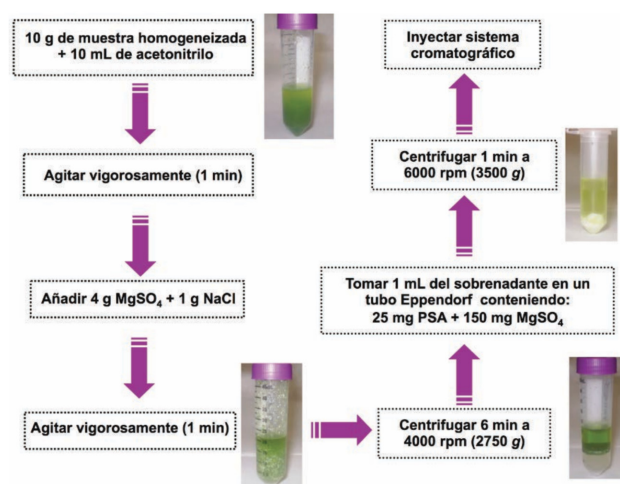 10 g de muestra homogeneizada
+ 10 mL de acetonitrilo
Agitar vigorosamente (1 min)
Añadir 4 g MgSO₄ + 1 g NaCl
Agitar vigorosamente (1 min)
Centrifugar 6 min a
4000 rpm (2750 g)
Tomar 1 mL del sobrenadante en un
tubo Eppendorf conteniendo:
25 mg PSA + 150 mg MgSO₄
Centrifugar 1 min a
6000 rpm (3500 g)
Inyectar sistema
cromatográfico